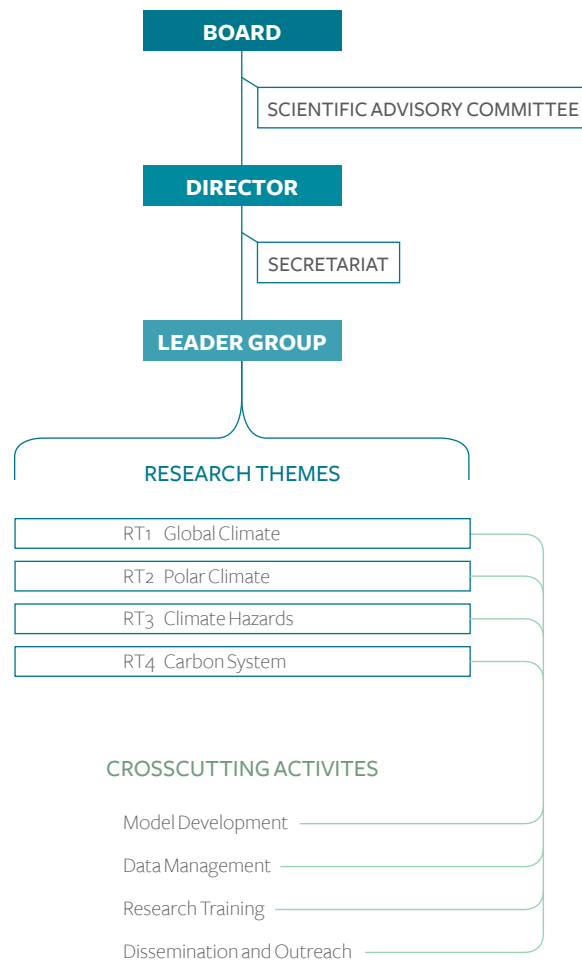 BOARD
SCIENTIFIC ADVISORY COMMITTEE
DIRECTOR
SECRETARIAT
LEADER GROUP
RESEARCH THEMES
RT1 Global Climate
RT2 Polar Climate
RT3 Climate Hazards
RT4 Carbon System
CROSSCUTTING ACTIVITES
Model Development
Data Management
Research Training
Dissemination and Outreach